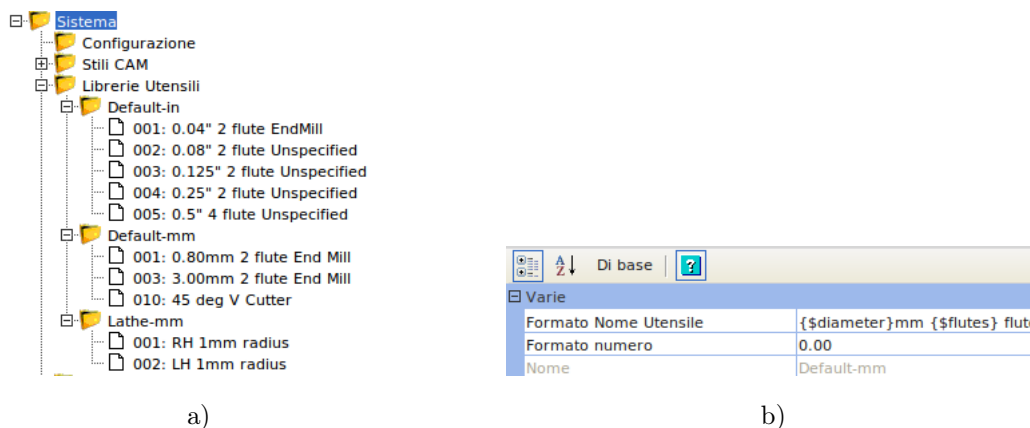 Sistema
Configurazione
Stili CAM
Librerie Utensili
Default-in
001: 0.04" 2 flute EndMill
002: 0.08" 2 flute Unspecified
003: 0.125" 2 flute Unspecified
004: 0.25" 2 flute Unspecified
005: 0.5" 4 flute Unspecified
Default-mm
001: 0.80mm 2 flute End Mill
003: 3.00mm 2 flute End Mill
010: 45 deg V Cutter
Lathe-mm
001: RH 1mm radius
002: LH 1mm radius
a)
Di base
Varie
Formato Nome Utensile {$diameter}mm {$flutes} flut
Formato numero 0.00
Nome Default-mm
b)